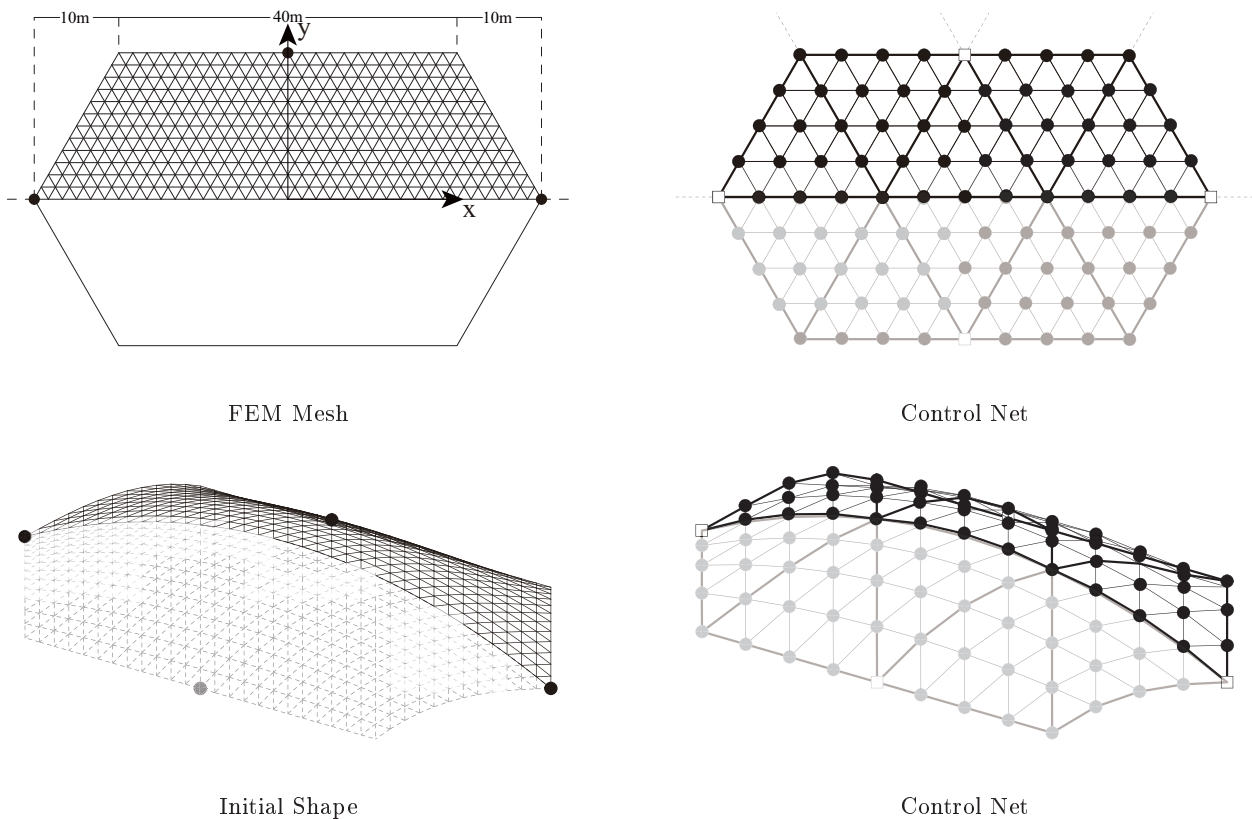 10m
40m
10m
y
x
FEM Mesh
Control Net
Initial Shape
Control Net